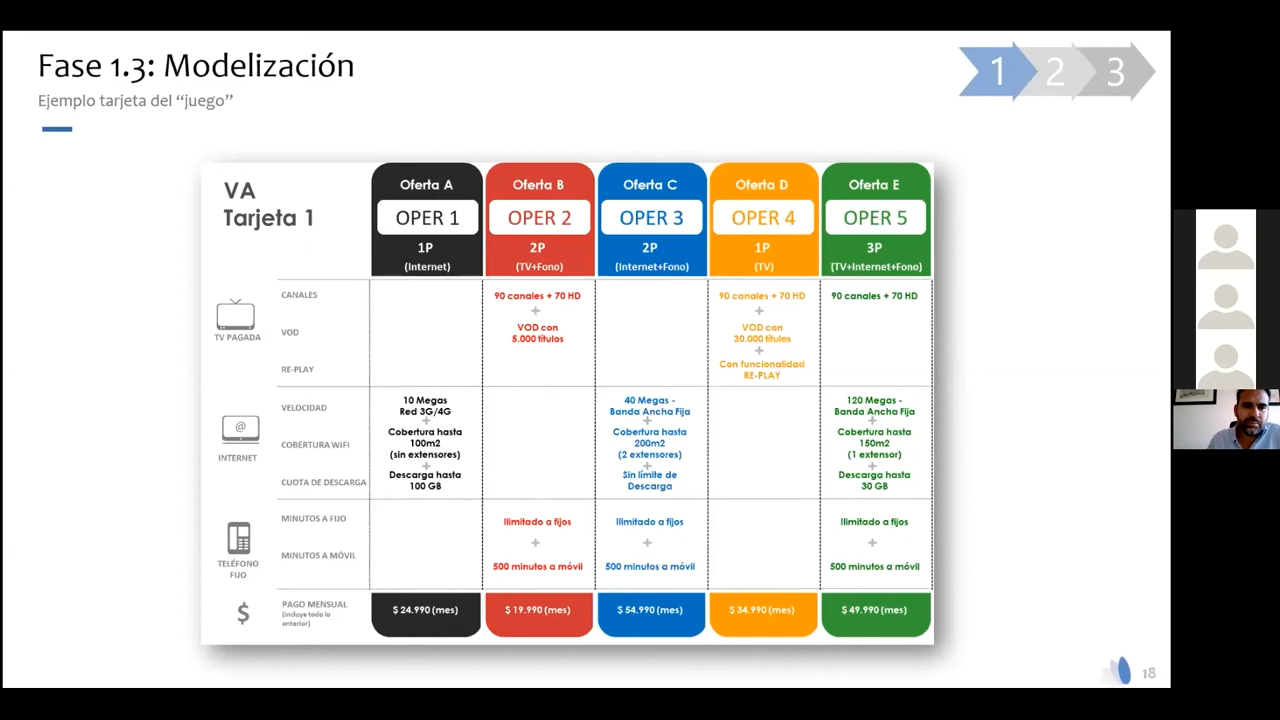 Fase 1.3: Modelización
Ejemplo tarjeta del “juego”
1 2 3
VA
Tarjeta 1
Oferta A
OPER 1
1P
(Internet)
Oferta B
OPER 2
2P
(TV+Fono)
Oferta C
OPER 3
2P
(Internet+Fono)
Oferta D
OPER 4
1P
(TV)
Oferta E
OPER 5
3P
(TV+Internet+Fono)
TV PAGADA
CANALES
90 canales + 70 HD
90 canales + 70 HD
90 canales + 70 HD
+
+
VOD
VOD con
5.000 títulos
VOD con
30.000 títulos
+
RE-PLAY
Con funcionalidad
RE-PLAY
@
INTERNET
VELOCIDAD
10 Megas
Red 3G/4G
40 Megas -
Banda Ancha Fija
120 Megas -
Banda Ancha Fija
+
+
+
COBERTURA WIFI
Cobertura hasta
100m2
(sin extensores)
Cobertura hasta
200m2
(2 extensores)
Cobertura hasta
150m2
(1 extensor)
+
+
+
CUOTA DE DESCARGA
Descarga hasta
100 GB
Sin límite de
Descarga
Descarga hasta
30 GB
TELÉFONO
FIJO
MINUTOS A FIJO
Ilimitado a fijos
Ilimitado a fijos
Ilimitado a fijos
+
+
+
MINUTOS A MÓVIL
500 minutos a móvil
500 minutos a móvil
500 minutos a móvil
$
PAGO MENSUAL
(incluye todo lo
anterior)
$ 24.990 (mes)
$ 19.990 (mes)
$ 54.990 (mes)
$ 34.990 (mes)
$ 49.990 (mes)
18